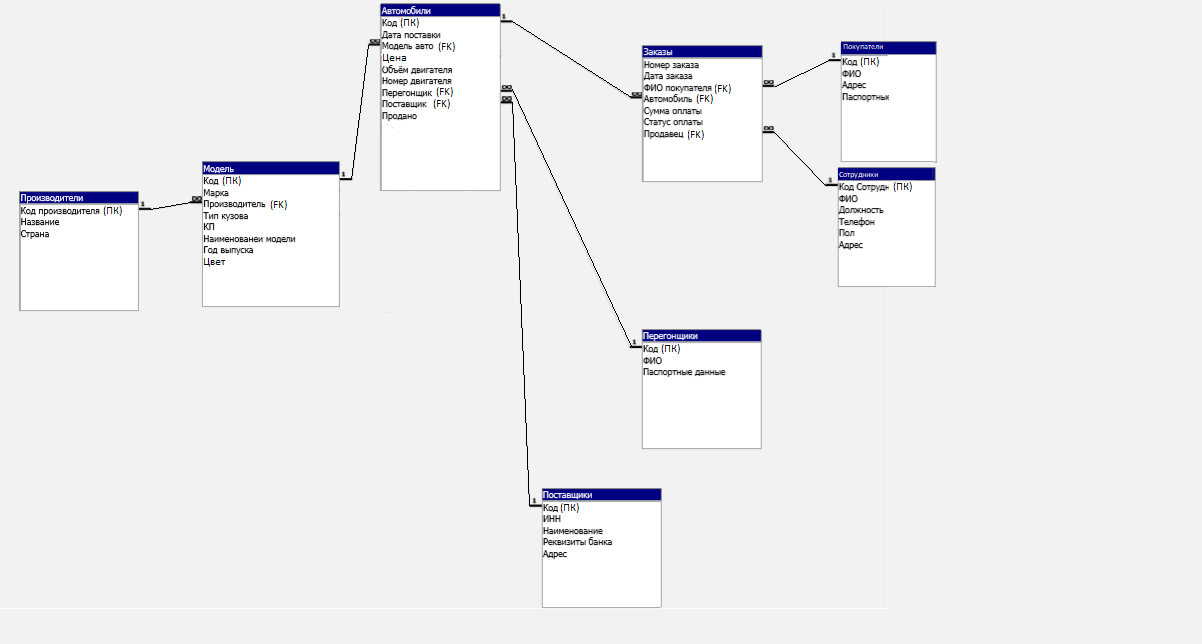 Автомобили
Код (ПК)
Дата поставки
Модель авто (FK)
Цена
Объём двигателя
Номер двигателя
Перегонщик (FK)
Поставщик (FK)
Продано
Заказы
Номер заказа
Дата заказа
ФИО покупателя (FK)
Автомобиль (FK)
Сумма оплаты
Статус оплаты
Продавец (FK)
Покупатели
Код (ПК)
ФИО
Адрес
Паспортные
Модель
Код (ПК)
Марка
Производитель (FK)
Тип кузова
КП
Наименованеи модели
Год выпуска
Цвет
Сотрудники
Код Сотрудн (ПК)
ФИО
Должность
Телефон
Пол
Адрес
Производители
Код производителя (ПК)
Название
Страна
Перегонщики
Код (ПК)
ФИО
Паспортные данные
Поставщики
Код (ПК)
ИНН
Наименование
Реквизиты банка
Адрес
1
∞
1
∞
1
∞
∞
∞
∞
1
∞
1
1
1